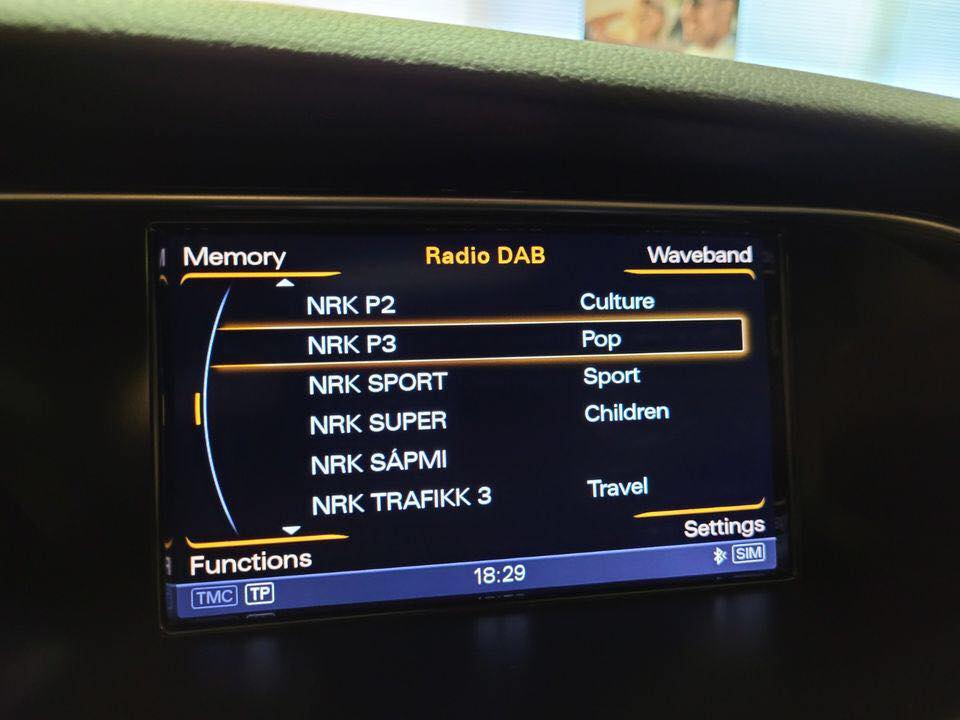 Memory Radio DAB Waveband
NRK P2 Culture
NRK P3 Pop
NRK SPORT Sport
NRK SUPER Children
NRK SÁPMI
NRK TRAFIKK 3 Travel
Functions Settings
TMC TP 18:29 SIM